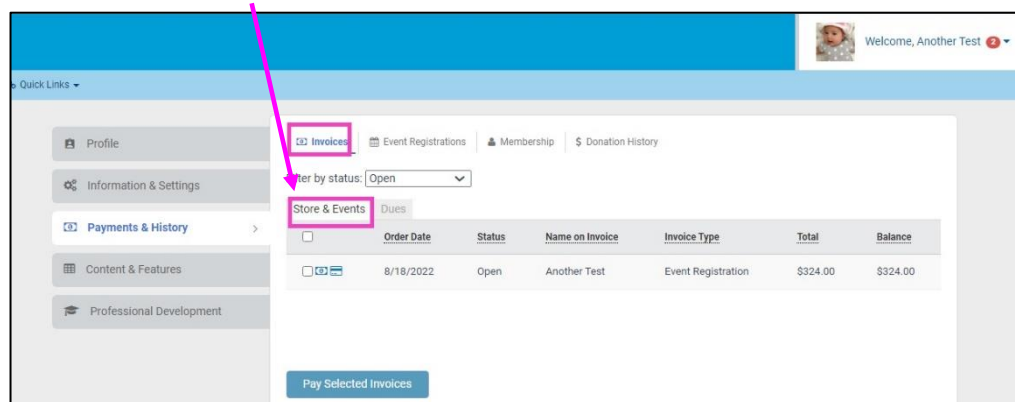 Welcome, Another Test 2
Quick Links
Profile
Information & Settings
Payments & History
Content & Features
Professional Development
Invoices Event Registrations Membership $ Donation History
ter by status: Open
Store & Events Dues
Order Date Status Name on Invoice Invoice Type Total Balance
8/18/2022 Open Another Test Event Registration $324.00 $324.00
Pay Selected Invoices